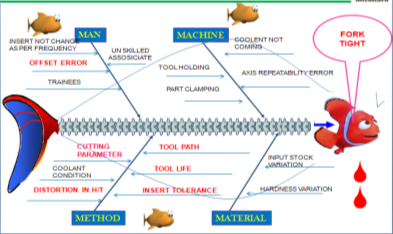 MAN
MACHINE
INSERT NOT CHANGE
AS PER FREQUENCY
UN SKILLED
ASSOSICIATE
COOLENT NOT
COMING
FORK
TIGHT
OFFSET ERROR
TOOL HOLDING
AXIS REPEATABILITY ERROR
TRAINEES
PART CLAMPING
CUTTING
PARAMETER
TOOL PATH
INPUT STOCK
VARIATION
COOLANT
CONDITION
TOOL LIFE
DISTORTION IN H/T
INSERT TOLERANCE
HARDNESS VARIATION
METHOD
MATERIAL